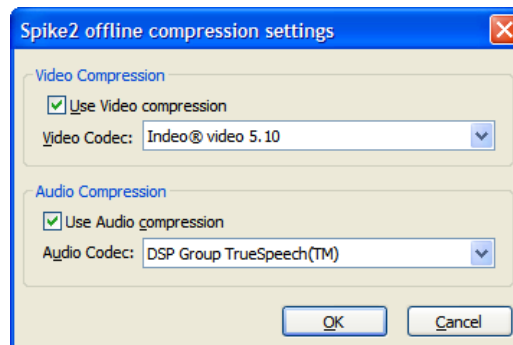 Spike2 offline compression settings
Video Compression
Use Video compression
Video Codec: Indeo® video 5.10
Audio Compression
Use Audio compression
Audio Codec: DSP Group TrueSpeech(TM)
OK Cancel